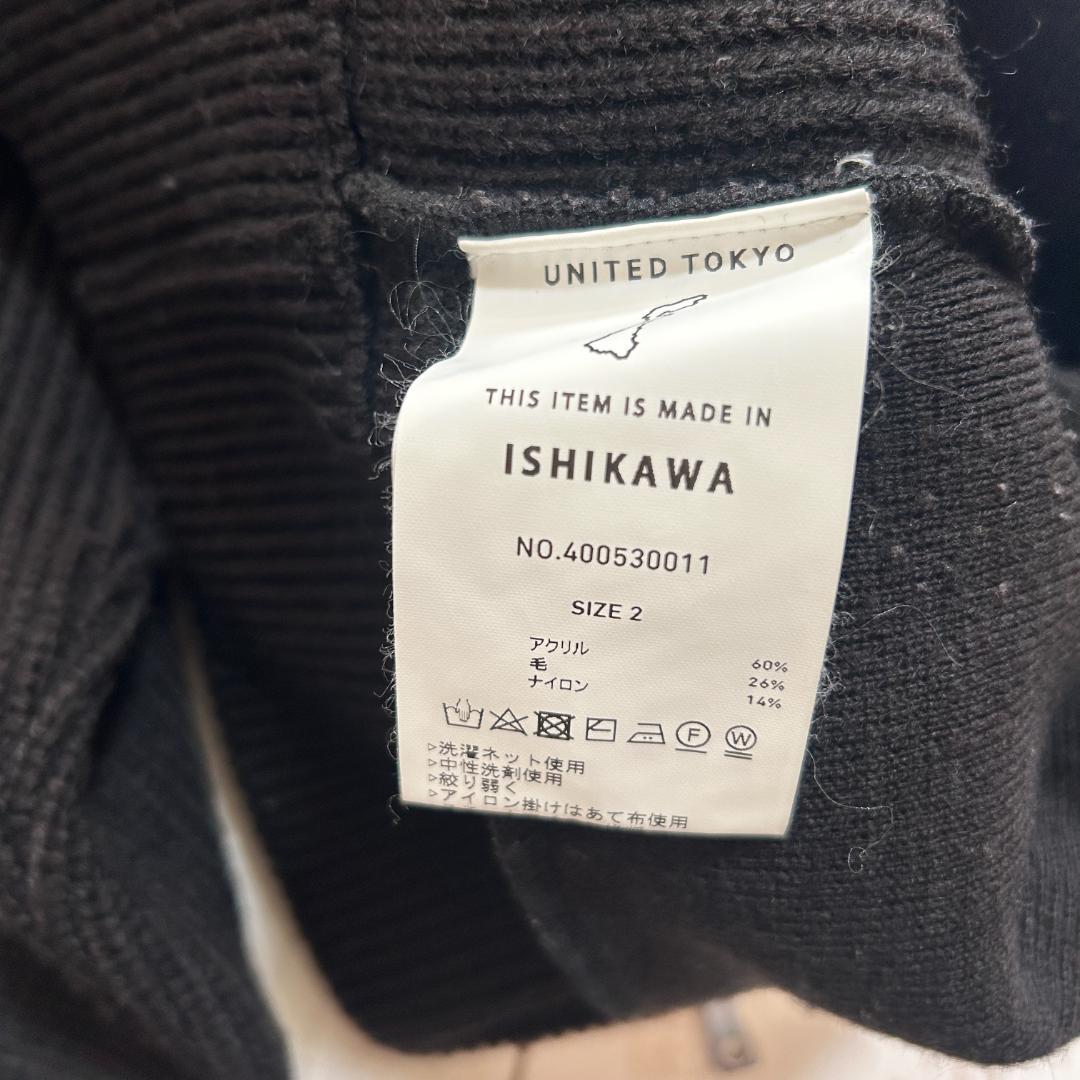 UNITED TOKYO
THIS ITEM IS MADE IN
ISHIKAWA
NO.400530011
SIZE 2
アクリル 60%
毛 26%
ナイロン 14%
F W
▷洗濯ネット使用
▷中性洗剤使用
▷絞り弱く
▷アイロン掛けはあて布使用